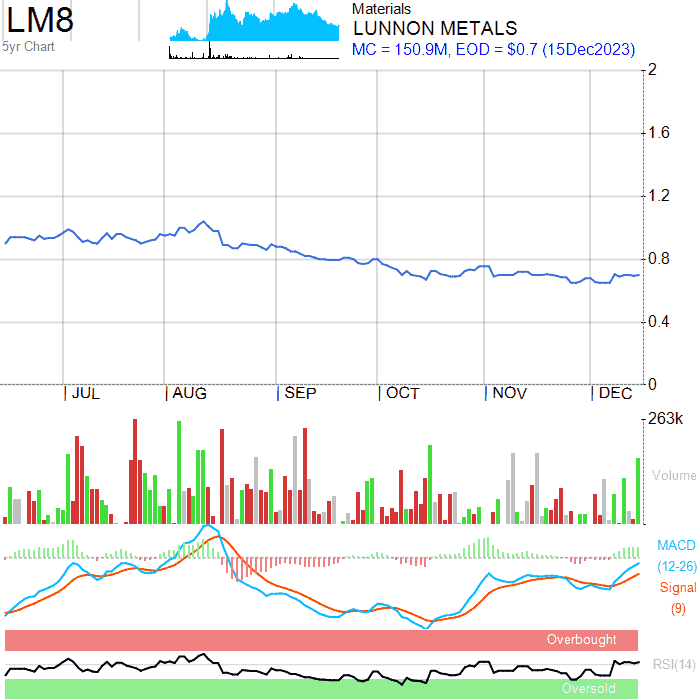 LM8
5yr Chart
Materials
LUNNON METALS
MC = 150.9M, EOD = $0.7 (15Dec2023)
2
1.6
1.2
0.8
0.4
0
JUL AUG SEP OCT NOV DEC
263k
Volume
MACD
(12-26)
Signal
(9)
Overbought
RSI(14)
Oversold